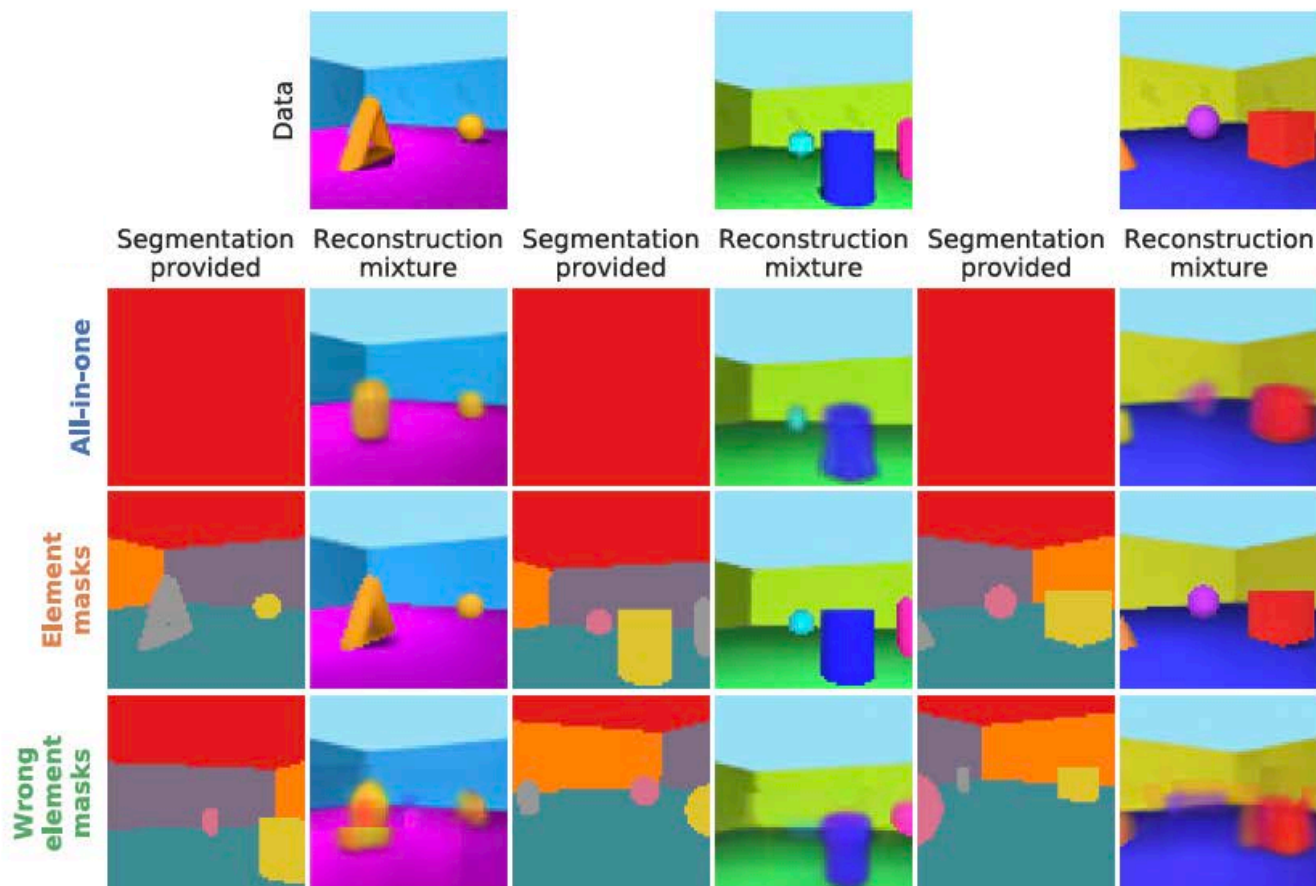 Data
Segmentation provided
Reconstruction mixture
Segmentation provided
Reconstruction mixture
Segmentation provided
Reconstruction mixture
All-in-one
Element masks
Wrong element masks